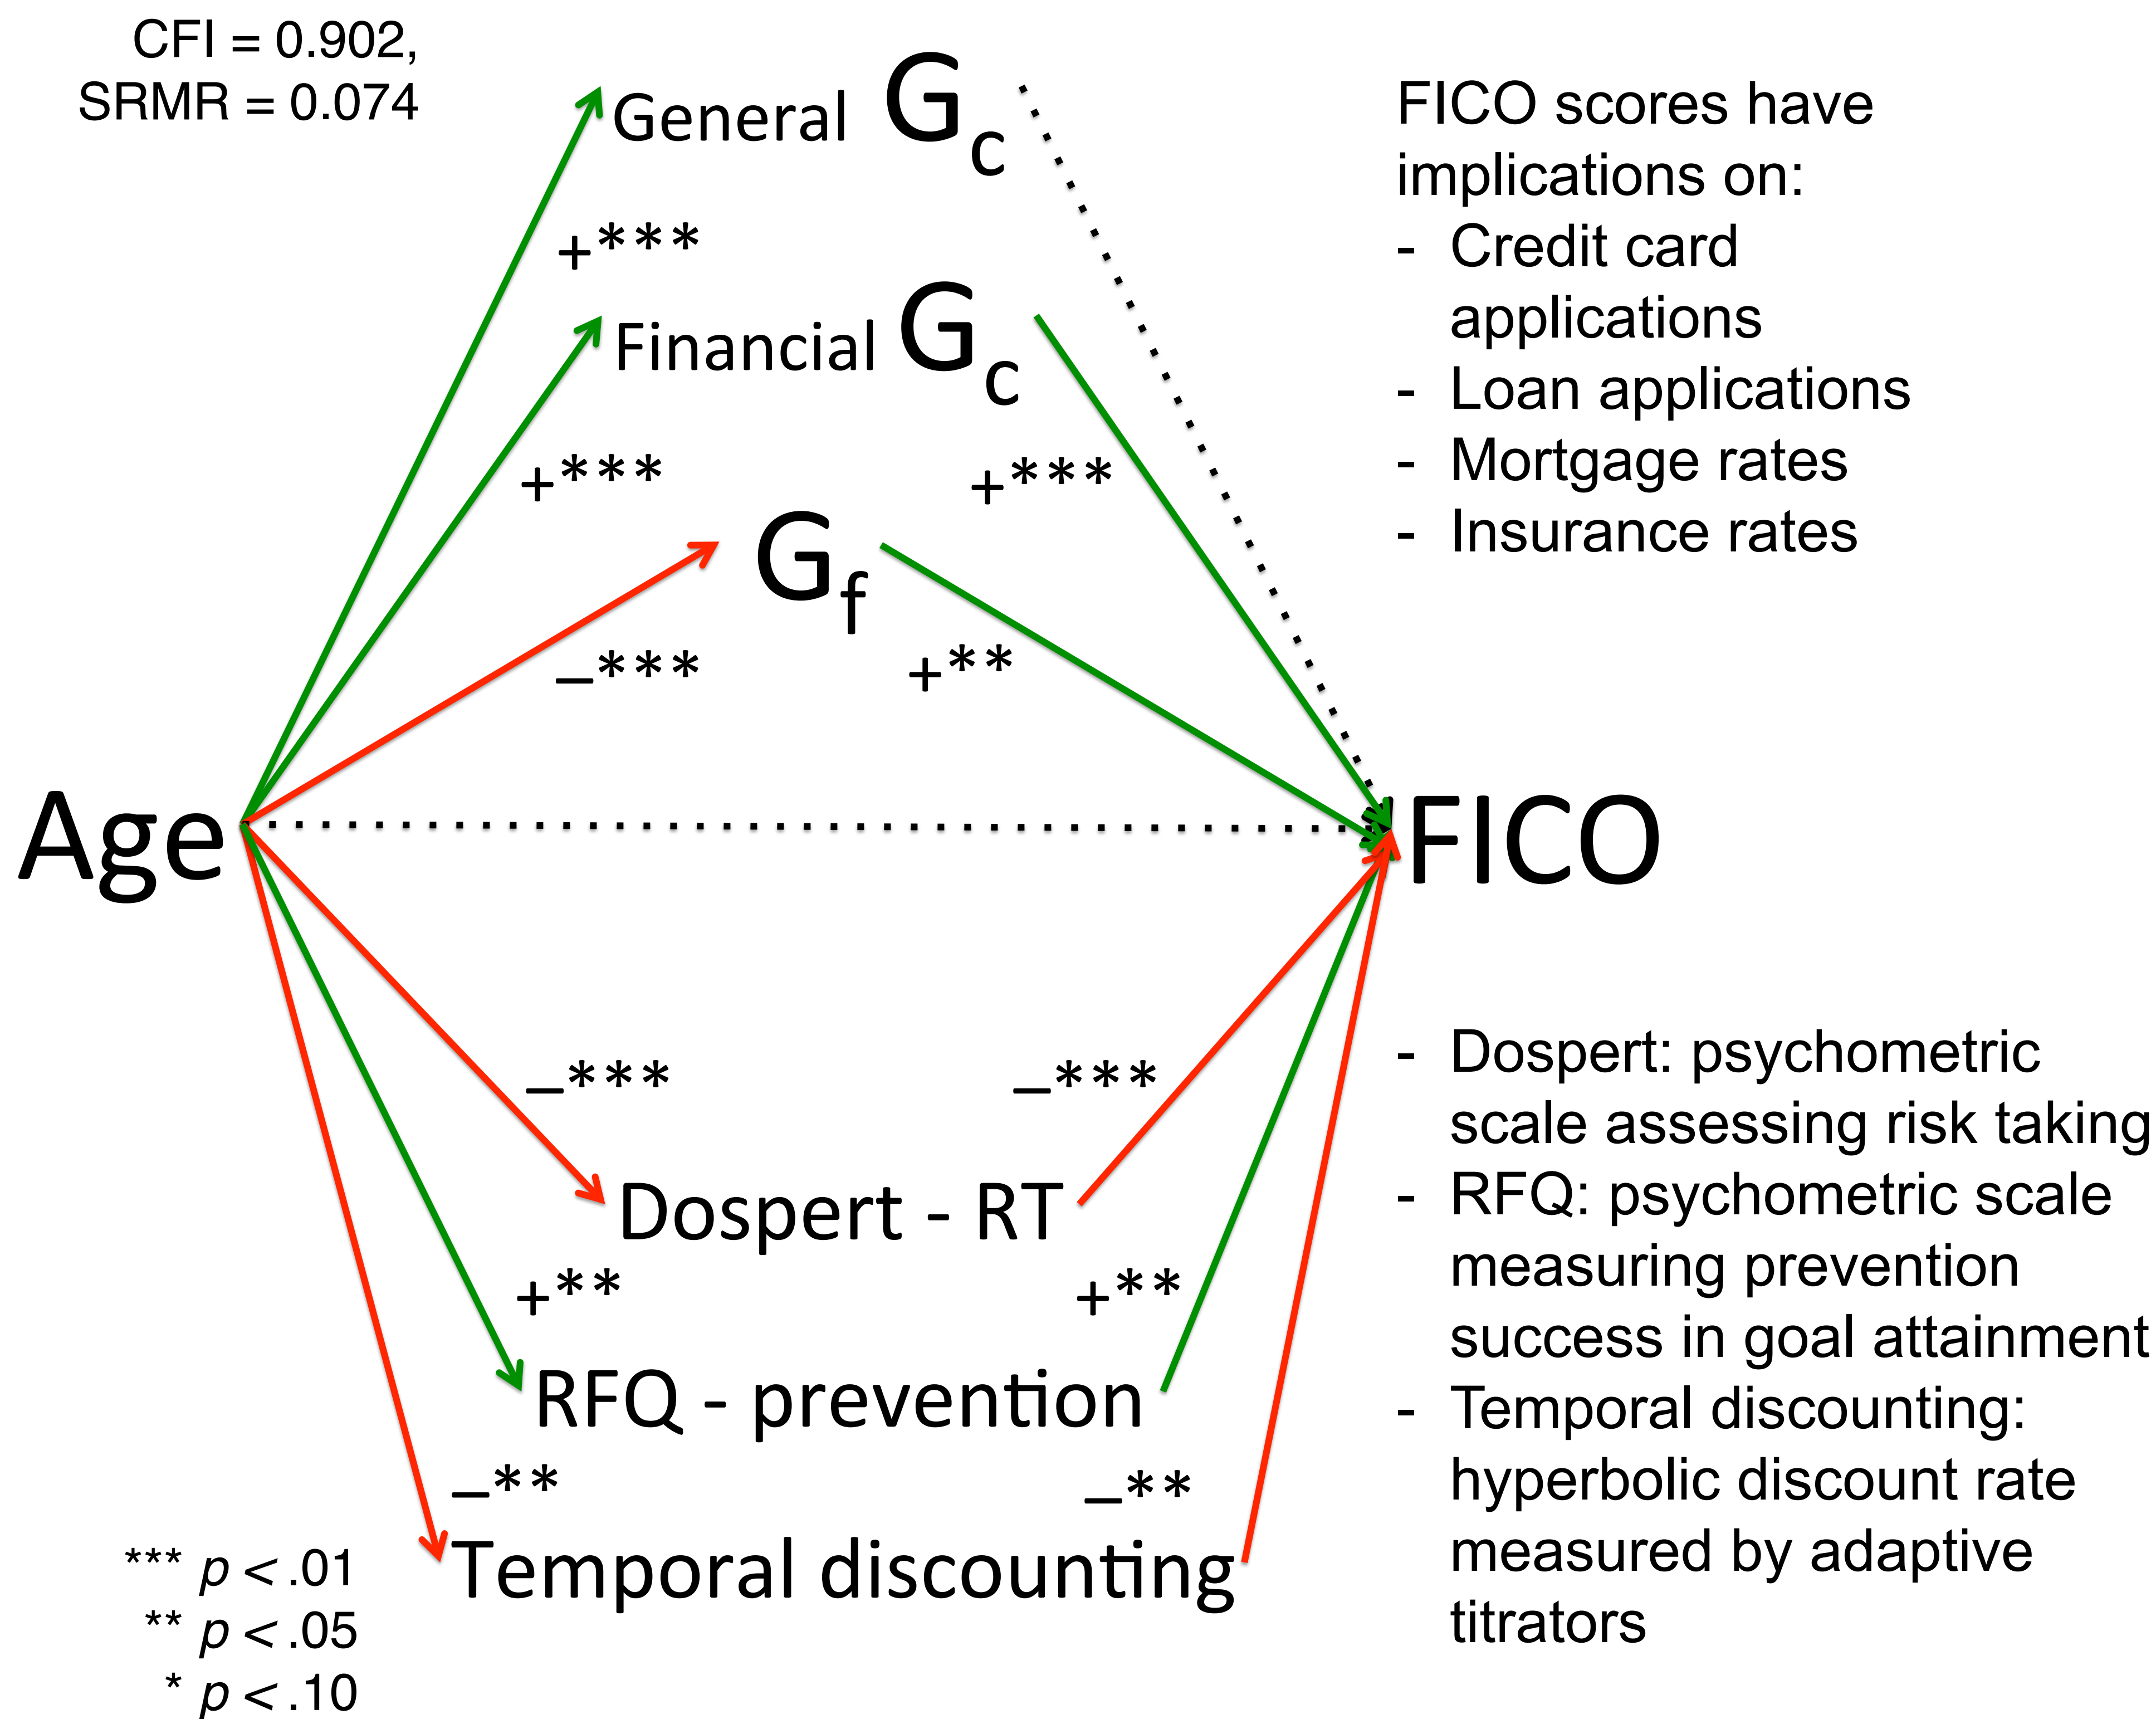 CFI = 0.902,
SRMR = 0.074
General Gc
+***
Financial Gc
+***
+***
Gf
–***
+**
Age
FICO
–***
–***
Dospert - RT
+**
+**
RFQ - prevention
–**
–**
Temporal discounting
*** p < .01
** p < .05
* p < .10
FICO scores have
implications on:
- Credit card
applications
- Loan applications
- Mortgage rates
- Insurance rates
- Dospert: psychometric
scale assessing risk taking
- RFQ: psychometric scale
measuring prevention
success in goal attainment
- Temporal discounting:
hyperbolic discount rate
measured by adaptive
titrators